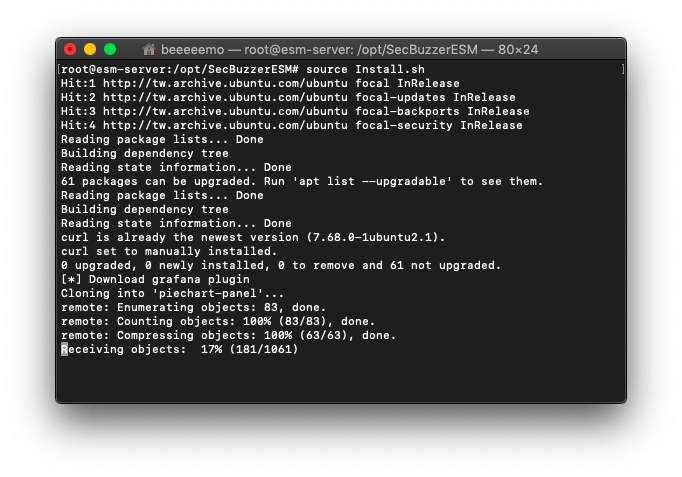 beeeeemo — root@esm-server: /opt/SecBuzzerESM — 80×24
[root@esm-server:/opt/SecBuzzerESM# source Install.sh ]
Hit:1 http://tw.archive.ubuntu.com/ubuntu focal InRelease
Hit:2 http://tw.archive.ubuntu.com/ubuntu focal-updates InRelease
Hit:3 http://tw.archive.ubuntu.com/ubuntu focal-backports InRelease
Hit:4 http://tw.archive.ubuntu.com/ubuntu focal-security InRelease
Reading package lists... Done
Building dependency tree
Reading state information... Done
61 packages can be upgraded. Run 'apt list --upgradable' to see them.
Reading package lists... Done
Building dependency tree
Reading state information... Done
curl is already the newest version (7.68.0-1ubuntu2.1).
curl set to manually installed.
0 upgraded, 0 newly installed, 0 to remove and 61 not upgraded.
[*] Download grafana plugin
Cloning into 'piechart-panel'...
remote: Enumerating objects: 83, done.
remote: Counting objects: 100% (83/83), done.
remote: Compressing objects: 100% (63/63), done.
Receiving objects:  17% (181/1061)